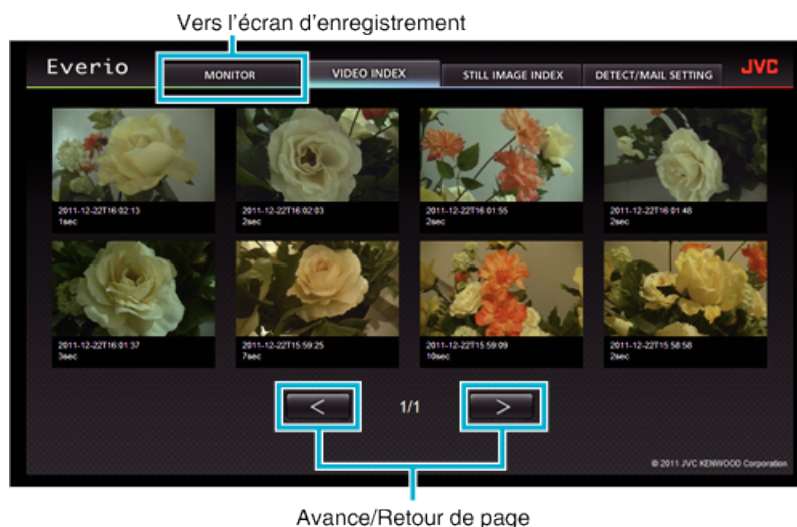 Vers l'écran d'enregistrement
Everio
MONITOR
VIDEO INDEX
STILL IMAGE INDEX
DETECT/MAIL SETTING
JVC
2011-12-22T16:02:13
1sec
2011-12-22T16:02:03
2sec
2011-12-22T16:01:55
2sec
2011-12-22T16:01:48
2sec
2011-12-22T16:01:37
3sec
2011-12-22T15:59:25
7sec
2011-12-22T15:59:09
10sec
2011-12-22T15:58:58
2sec
< 1/1 >
© 2011 JVC KENWOOD Corporation
Avance/Retour de page